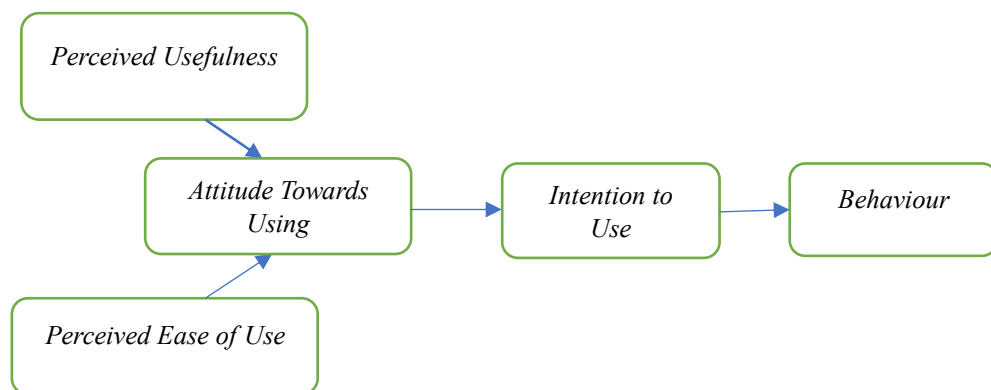 Perceived Usefulness
Attitude Towards
Using
Intention to
Use
Behaviour
Perceived Ease of Use